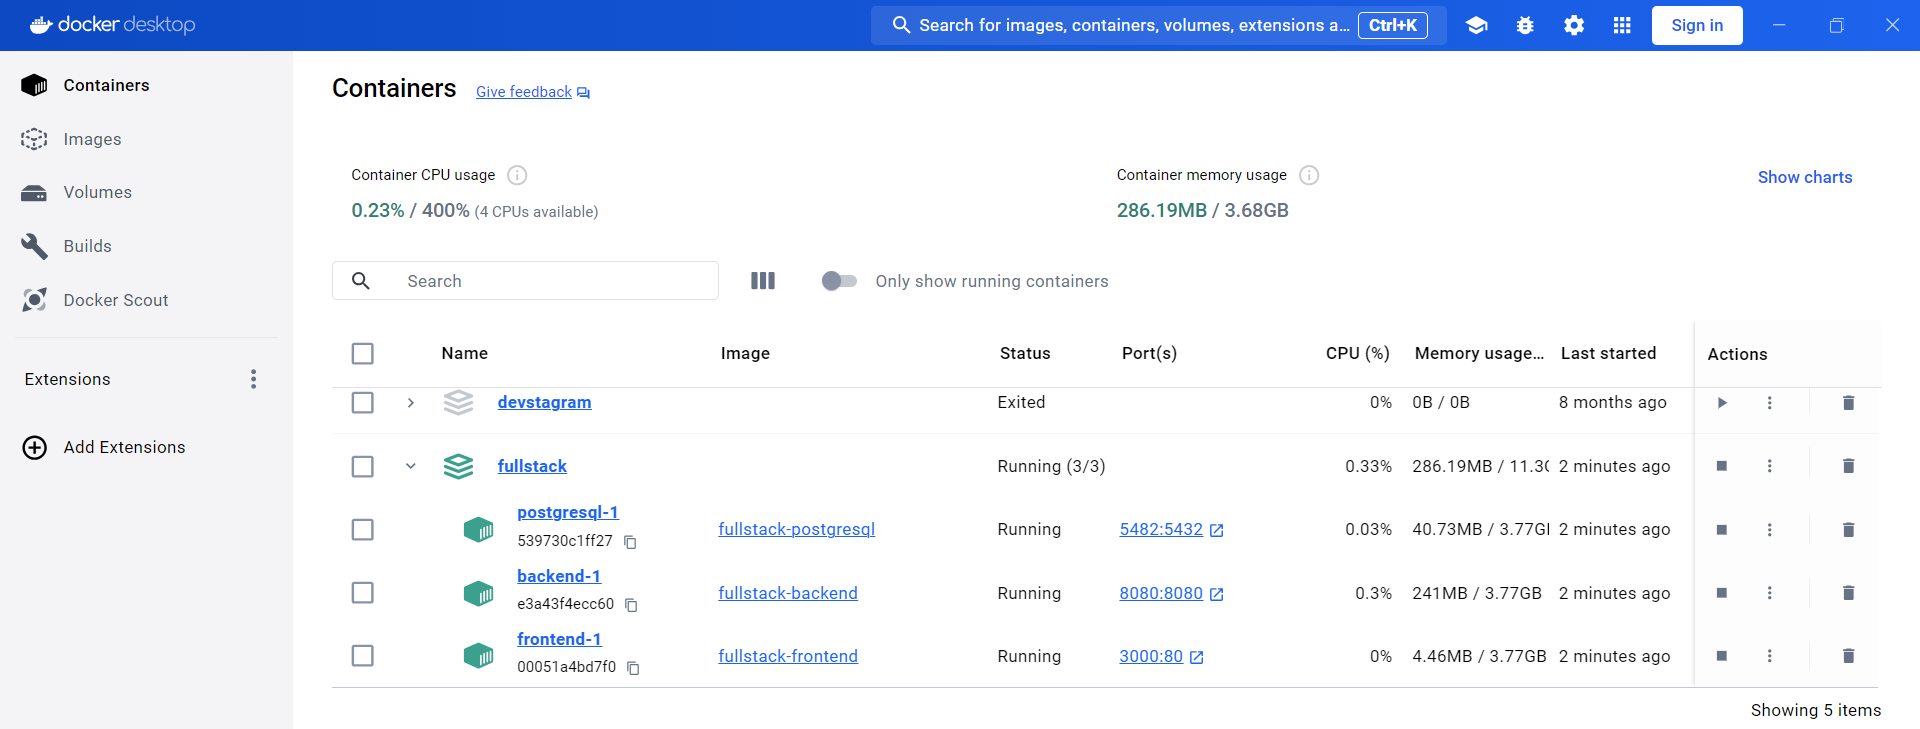 docker desktop
Search for images, containers, volumes, extensions a... Ctrl+K
Sign in
Containers
Images
Volumes
Builds
Docker Scout
Extensions
Add Extensions
Containers Give feedback
Container CPU usage
0.23% / 400% (4 CPUs available)
Container memory usage
286.19MB / 3.68GB
Show charts
Search
Only show running containers
Name Image Status Port(s) CPU (%) Memory usage... Last started Actions
devstagram Exited 0% 0B / 0B 8 months ago
fullstack Running (3/3) 0.33% 286.19MB / 11.3G 2 minutes ago
postgresql-1
539730c1ff27
fullstack-postgresql Running 5482:5432 0.03% 40.73MB / 3.77G 2 minutes ago
backend-1
e3a43f4ecc60
fullstack-backend Running 8080:8080 0.3% 241MB / 3.77GB 2 minutes ago
frontend-1
00051a4bd7f0
fullstack-frontend Running 3000:80 0% 4.46MB / 3.77GB 2 minutes ago
Showing 5 items